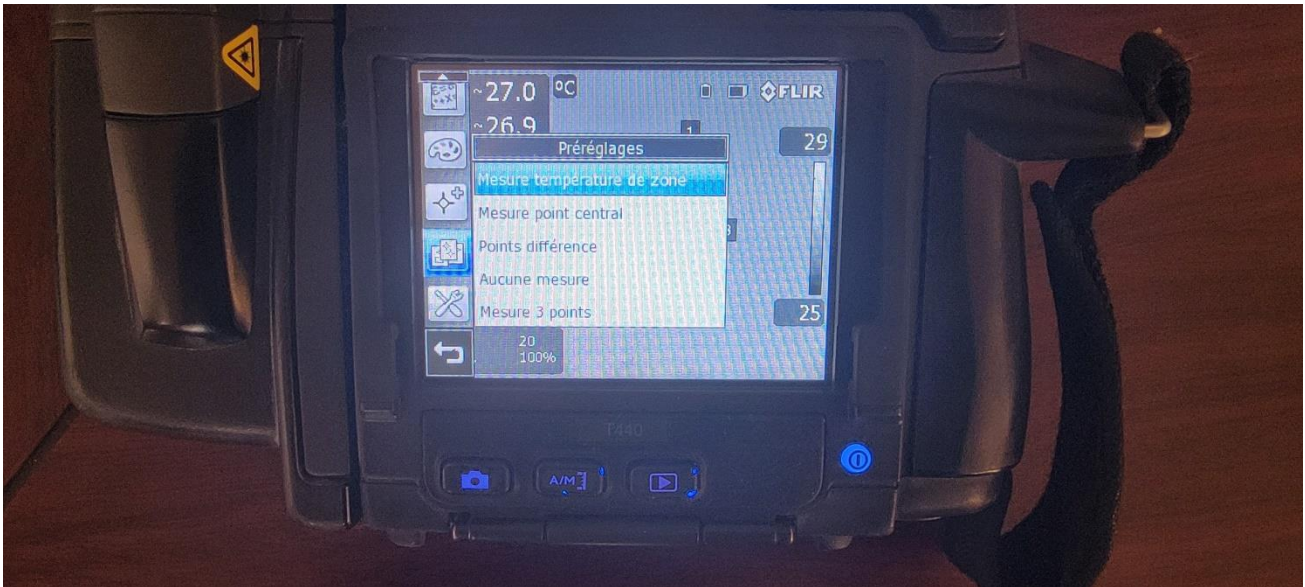 ~27.0 °C
FLIR
~26.9
1
29
Préréglages
Mesure température de zone
Mesure point central
Points différence
Aucune mesure
Mesure 3 points
25
20
100%
T440
A/M